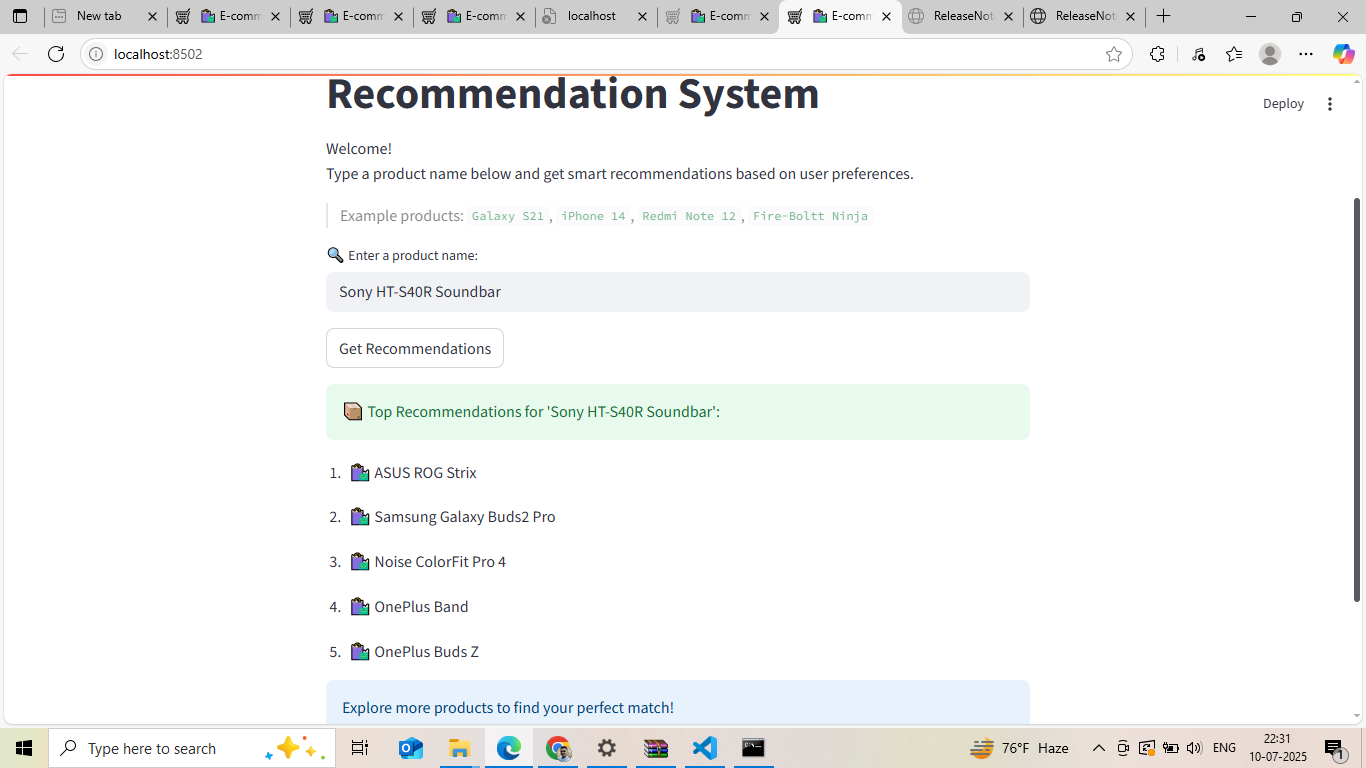 New tab
E-comm
E-comm
E-comm
localhost
E-comm
E-comm
ReleaseNot
ReleaseNot
localhost:8502
Deploy
Recommendation System
Welcome!
Type a product name below and get smart recommendations based on user preferences.
Example products: Galaxy S21 , iPhone 14 , Redmi Note 12 , Fire-Boltt Ninja
Enter a product name:
Sony HT-S40R Soundbar
Get Recommendations
Top Recommendations for 'Sony HT-S40R Soundbar':
1. ASUS ROG Strix
2. Samsung Galaxy Buds2 Pro
3. Noise ColorFit Pro 4
4. OnePlus Band
5. OnePlus Buds Z
Explore more products to find your perfect match!
Type here to search
76°F Haze
ENG
22:31
10-07-2025
1